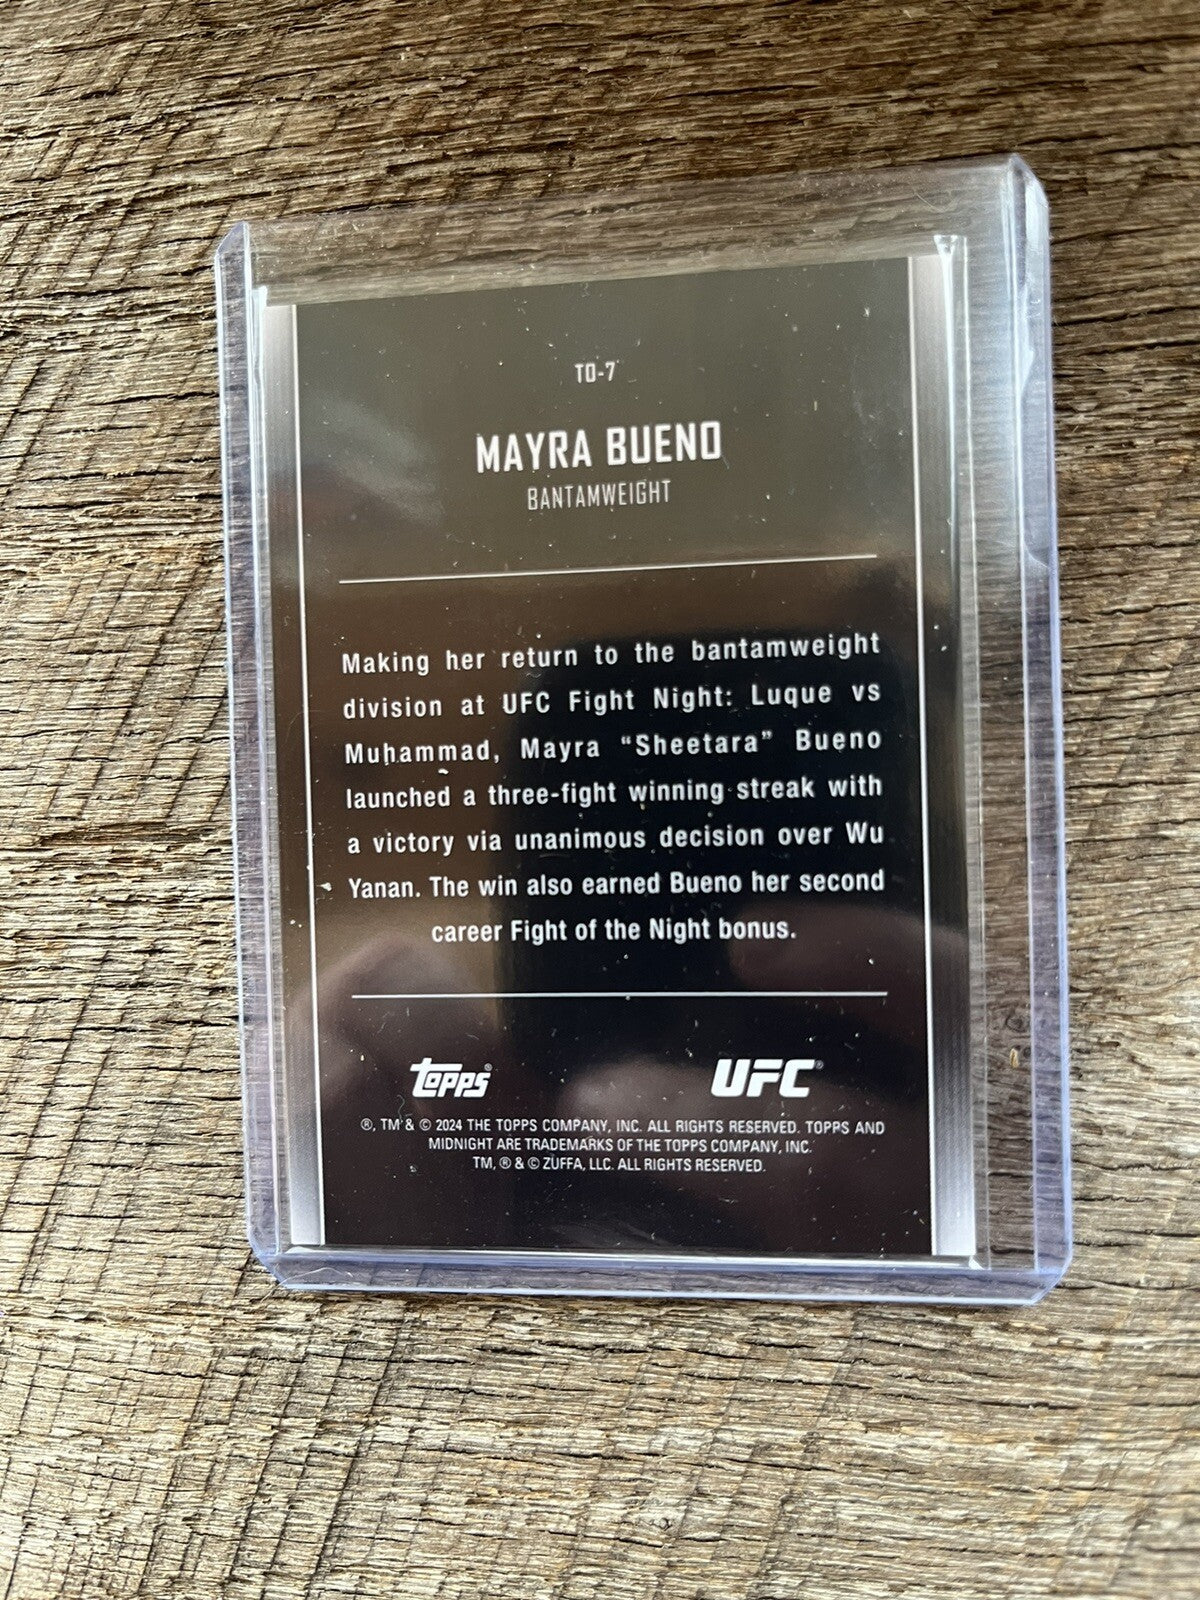 TO-7
MAYRA BUENO
BANTAMWEIGHT
Making her return to the bantamweight
division at UFC Fight Night: Luque vs
Muhammad, Mayra “Sheetara” Bueno
launched a three-fight winning streak with
a victory via unanimous decision over Wu
Yanan. The win also earned Bueno her second
career Fight of the Night bonus.
topps® UFC®
®, TM & © 2024 THE TOPPS COMPANY, INC. ALL RIGHTS RESERVED. TOPPS AND
MIDNIGHT ARE TRADEMARKS OF THE TOPPS COMPANY, INC.
TM, ® & © ZUFFA, LLC. ALL RIGHTS RESERVED.